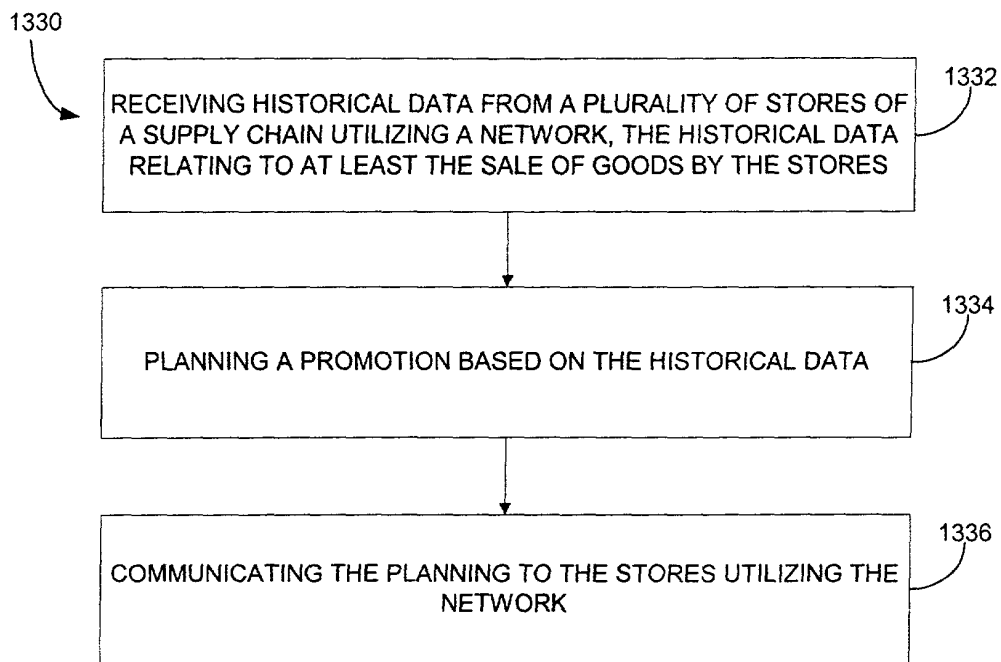 1330
1332
RECEIVING HISTORICAL DATA FROM A PLURALITY OF STORES OF
A SUPPLY CHAIN UTILIZING A NETWORK, THE HISTORICAL DATA
RELATING TO AT LEAST THE SALE OF GOODS BY THE STORES
1334
PLANNING A PROMOTION BASED ON THE HISTORICAL DATA
1336
COMMUNICATING THE PLANNING TO THE STORES UTILIZING THE
NETWORK